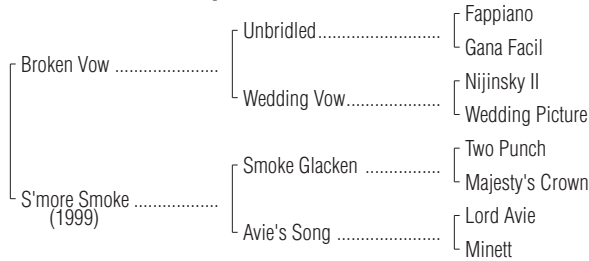 Fappiano
Unbridled
Gana Facil
Broken Vow
Nijinsky II
Wedding Vow
Wedding Picture
Two Punch
Smoke Glacken
Majesty's Crown
S'more Smoke
(1999)
Lord Avie
Avie's Song
Minett